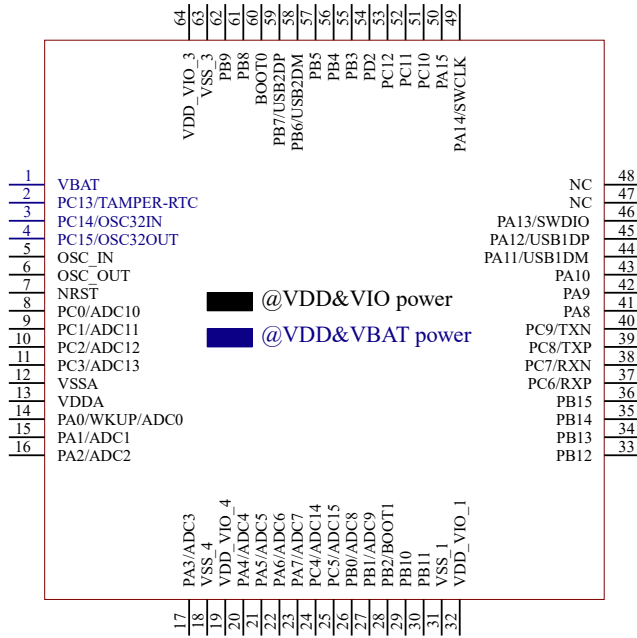 64
63
62
61
60
59
58
57
56
55
54
53
52
51
50
49
VDD_VIO_3
VSS_3
PB9
PB8
BOOT0
PB7/USB2DP
PB6/USB2DM
PB5
PB4
PB3
PD2
PC12
PC11
PC10
PA15
PA14/SWCLK
1 VBAT
2 PC13/TAMPER-RTC
3 PC14/OSC32IN
4 PC15/OSC32OUT
5 OSC_IN
6 OSC_OUT
7 NRST
8 PC0/ADC10
9 PC1/ADC11
10 PC2/ADC12
11 PC3/ADC13
12 VSSA
13 VDDA
14 PA0/WKUP/ADC0
15 PA1/ADC1
16 PA2/ADC2
@VDD&VIO power
@VDD&VBAT power
NC 48
NC 47
PA13/SWDIO 46
PA12/USB1DP 45
PA11/USB1DM 44
PA10 43
PA9 42
PA8 41
PC9/TXN 40
PC8/TXP 39
PC7/RXN 38
PC6/RXP 37
PB15 36
PB14 35
PB13 34
PB12 33
PA3/ADC3
VSS_4
VDD_VIO_4
PA4/ADC4
PA5/ADC5
PA6/ADC6
PA7/ADC7
PC4/ADC14
PC5/ADC15
PB0/ADC8
PB1/ADC9
PB2/BOOT1
PB10
PB11
VSS_1
VDD_VIO_1
17
18
19
20
21
22
23
24
25
26
27
28
29
30
31
32